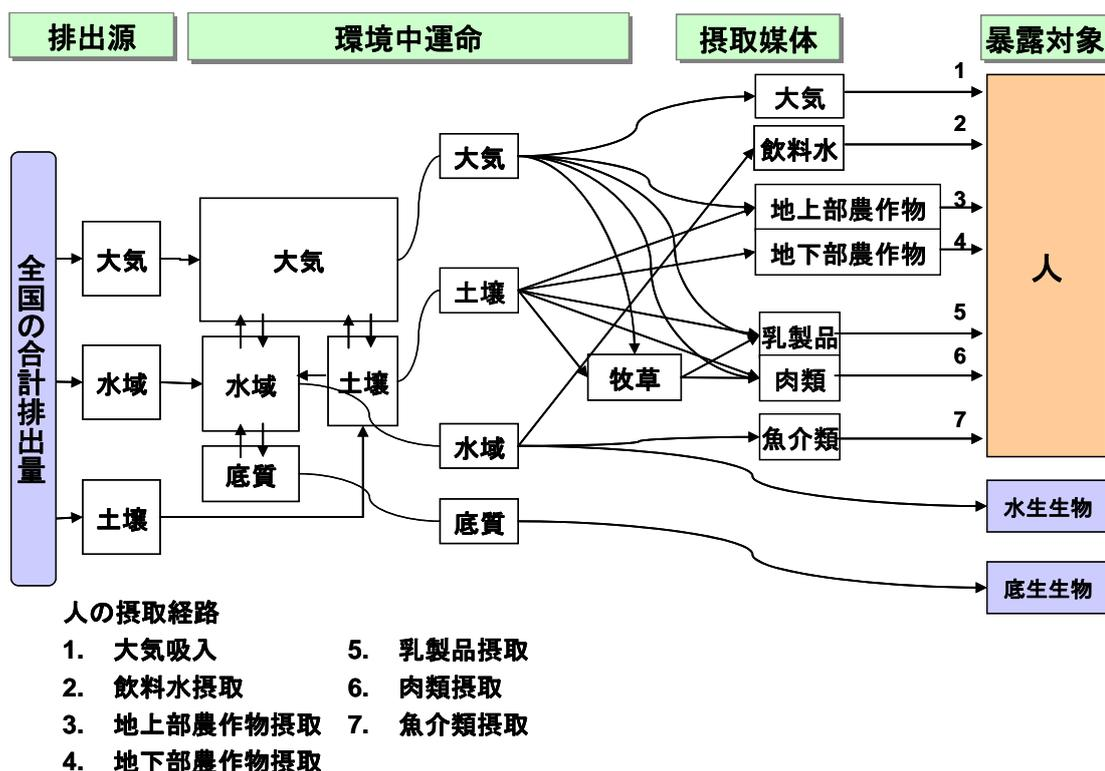 排出源
環境中運命
摂取媒体
暴露対象
全国の合計排出量
大気
水域
土壌
大気
水域
土壌
底質
大気
土壌
水域
底質
牧草
大気
飲料水
地上部農作物
地下部農作物
乳製品
肉類
魚介類
1
2
3
4
5
6
7
人
水生生物
底生生物
人の摂取経路
1. 大気吸入
2. 飲料水摂取
3. 地上部農作物摂取
4. 地下部農作物摂取
5. 乳製品摂取
6. 肉類摂取
7. 魚介類摂取